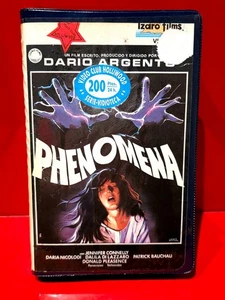 izaro films
UN FILM ESCRITO, PRODUCIDO Y DIRIGIDO POR
DARIO ARGENTO
VIDEO CLUB HOLLYWOOD
200
SERIE-VIDIOTECA
PHENOMENA
JENNIFER CONNELLY
DARIA NICOLODI DALILA DI LAZZARO PATRICK BAUCHAU
DONALD PLEASENCE